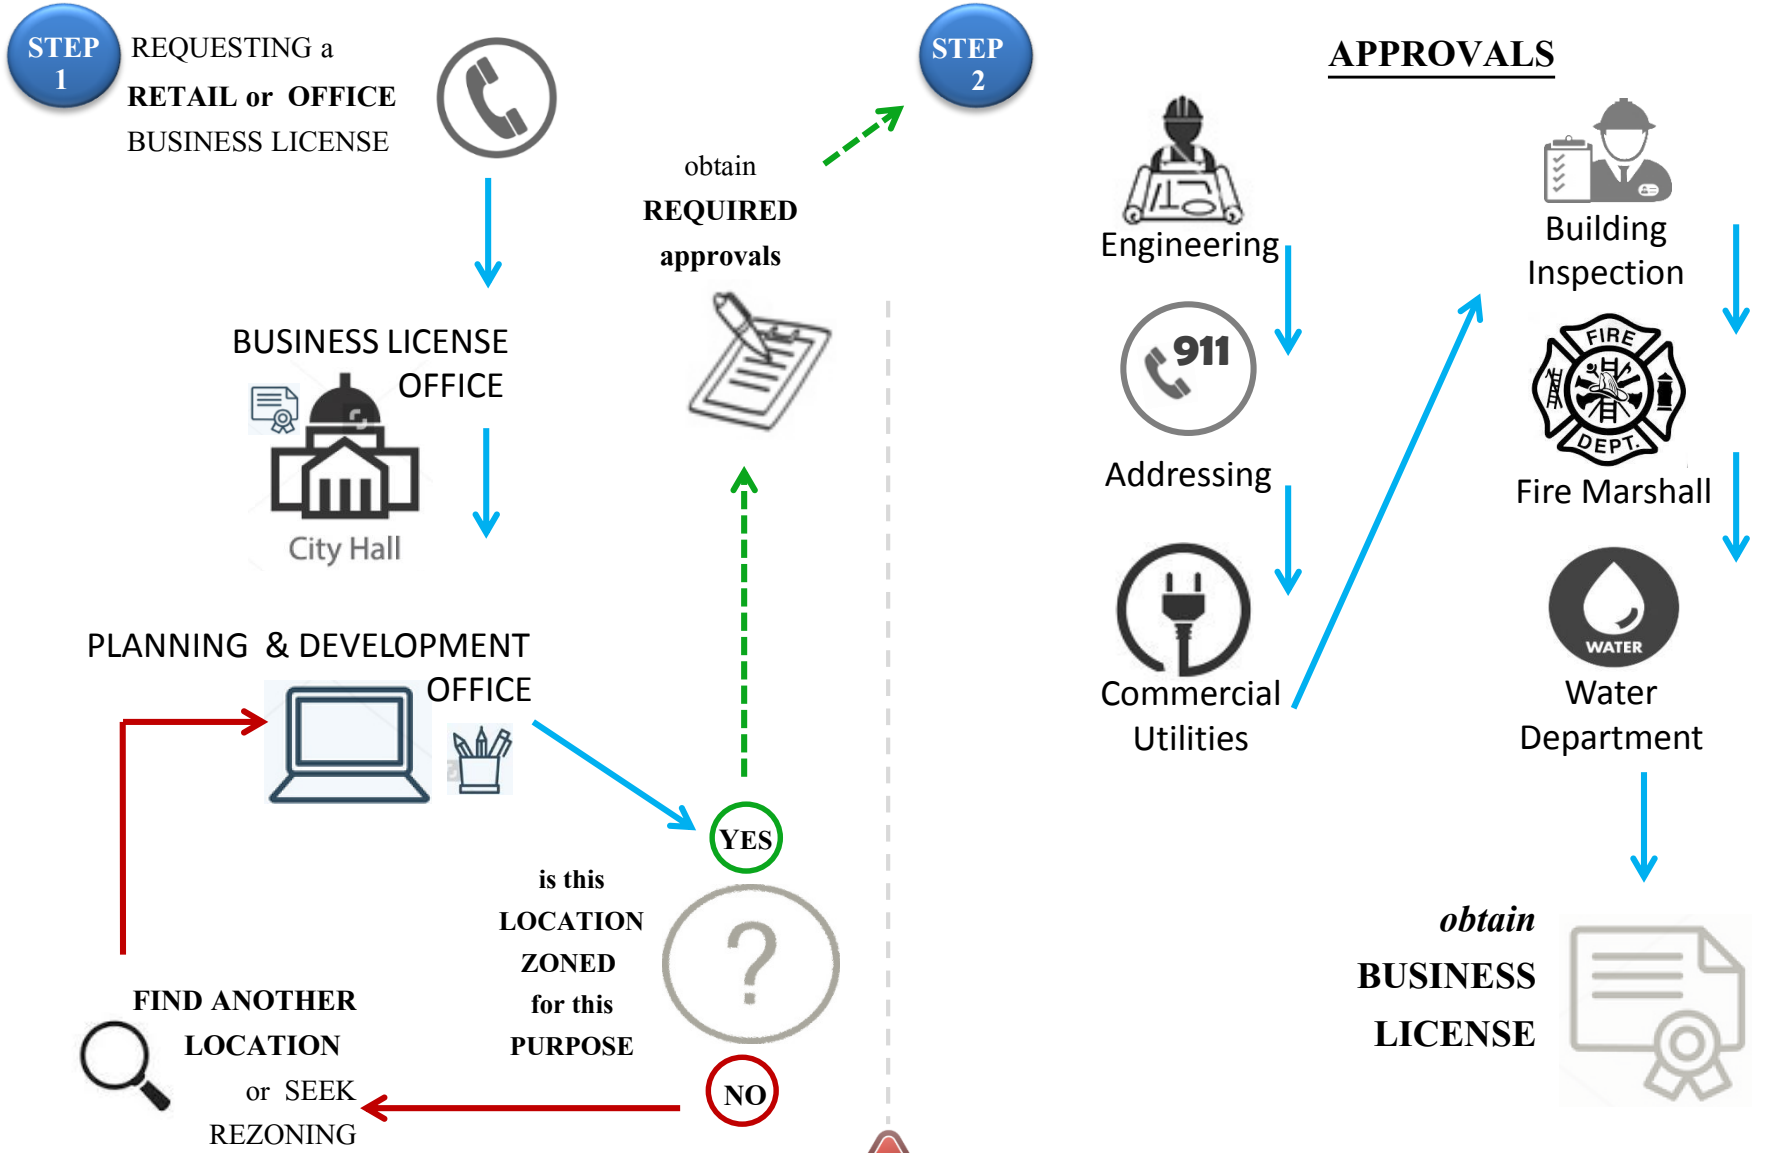 STEP
1
REQUESTING a
RETAIL or OFFICE
BUSINESS LICENSE
BUSINESS LICENSE
OFFICE
City Hall
PLANNING & DEVELOPMENT
OFFICE
is this
LOCATION
ZONED
for this
PURPOSE
YES
?
NO
FIND ANOTHER
LOCATION
or SEEK
REZONING
obtain
REQUIRED
approvals
STEP
2
APPROVALS
Engineering
911
Addressing
Commercial
Utilities
Building
Inspection
FIRE
DEPT.
Fire Marshall
WATER
Water
Department
obtain
BUSINESS
LICENSE